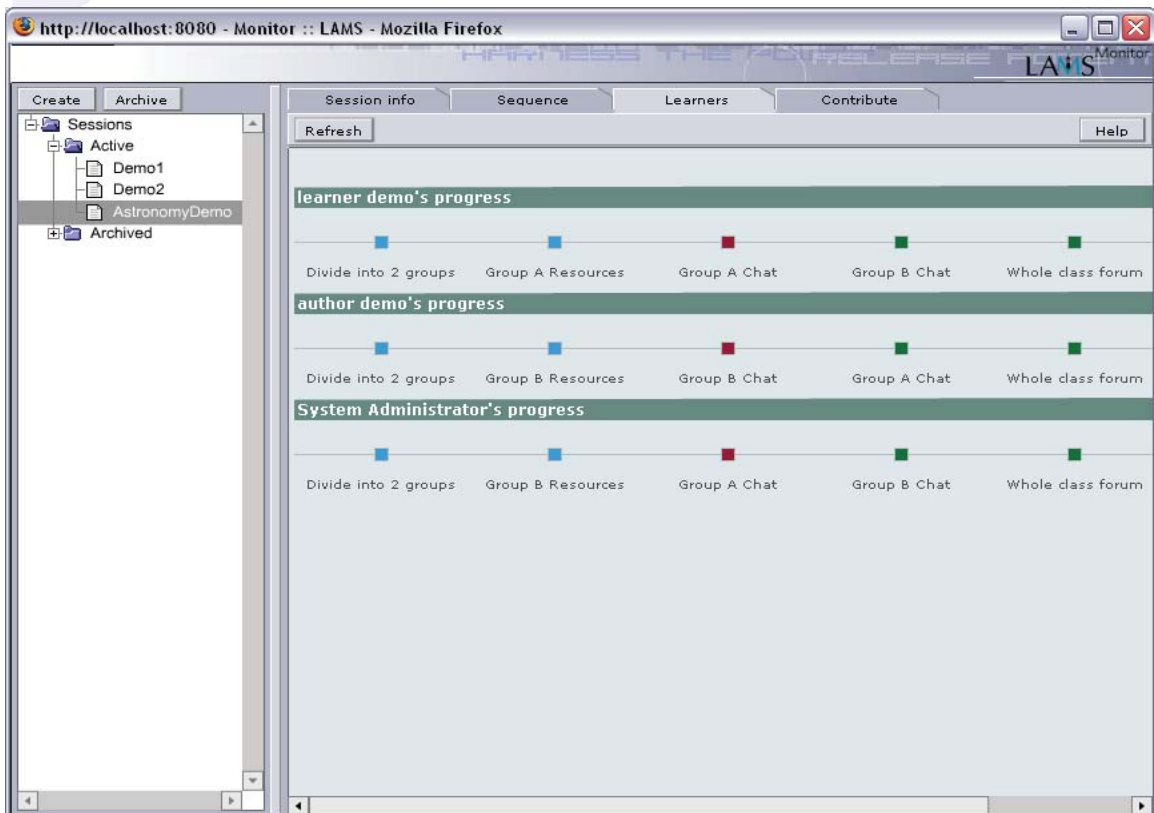 http://localhost:8080 - Monitor :: LAMS - Mozilla Firefox
HARNESS THE
RELEASE
LAMS Monitor
Create Archive
Sessions
Active
Demo1
Demo2
AstronomyDemo
Archived
Session info Sequence Learners Contribute
Refresh Help
learner demo's progress
Divide into 2 groups Group A Resources Group A Chat Group B Chat Whole class forum
author demo's progress
Divide into 2 groups Group B Resources Group B Chat Group A Chat Whole class forum
System Administrator's progress
Divide into 2 groups Group B Resources Group A Chat Group B Chat Whole class forum